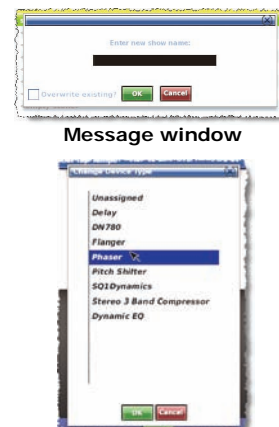 Enter new show name:
Overwrite existing? OK Cancel
Message window
Change Device Type
Unassigned
Delay
DN780
Flanger
Phaser
Pitch Shifter
SQ1Dynamics
Stereo 3 Band Compressor
Dynamic EQ
OK Cancel